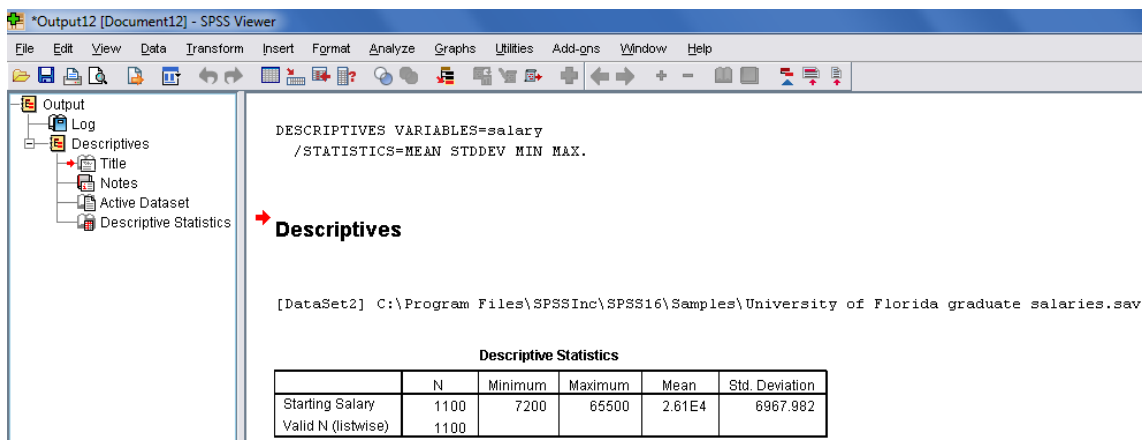 *Output12 [Document12] - SPSS Viewer
File Edit View Data Transform Insert Format Analyze Graphs Utilities Add-ons Window Help
Output
Log
Descriptives
Title
Notes
Active Dataset
Descriptive Statistics
DESCRIPTIVES VARIABLES=salary
/STATISTICS=MEAN STDDEV MIN MAX.
Descriptives
[DataSet2] C:\Program Files\SPSSInc\SPSS16\Samples\University of Florida graduate salaries.sav
Descriptive Statistics
N Minimum Maximum Mean Std. Deviation
Starting Salary 1100 7200 65500 2.61E4 6967.982
Valid N (listwise) 1100